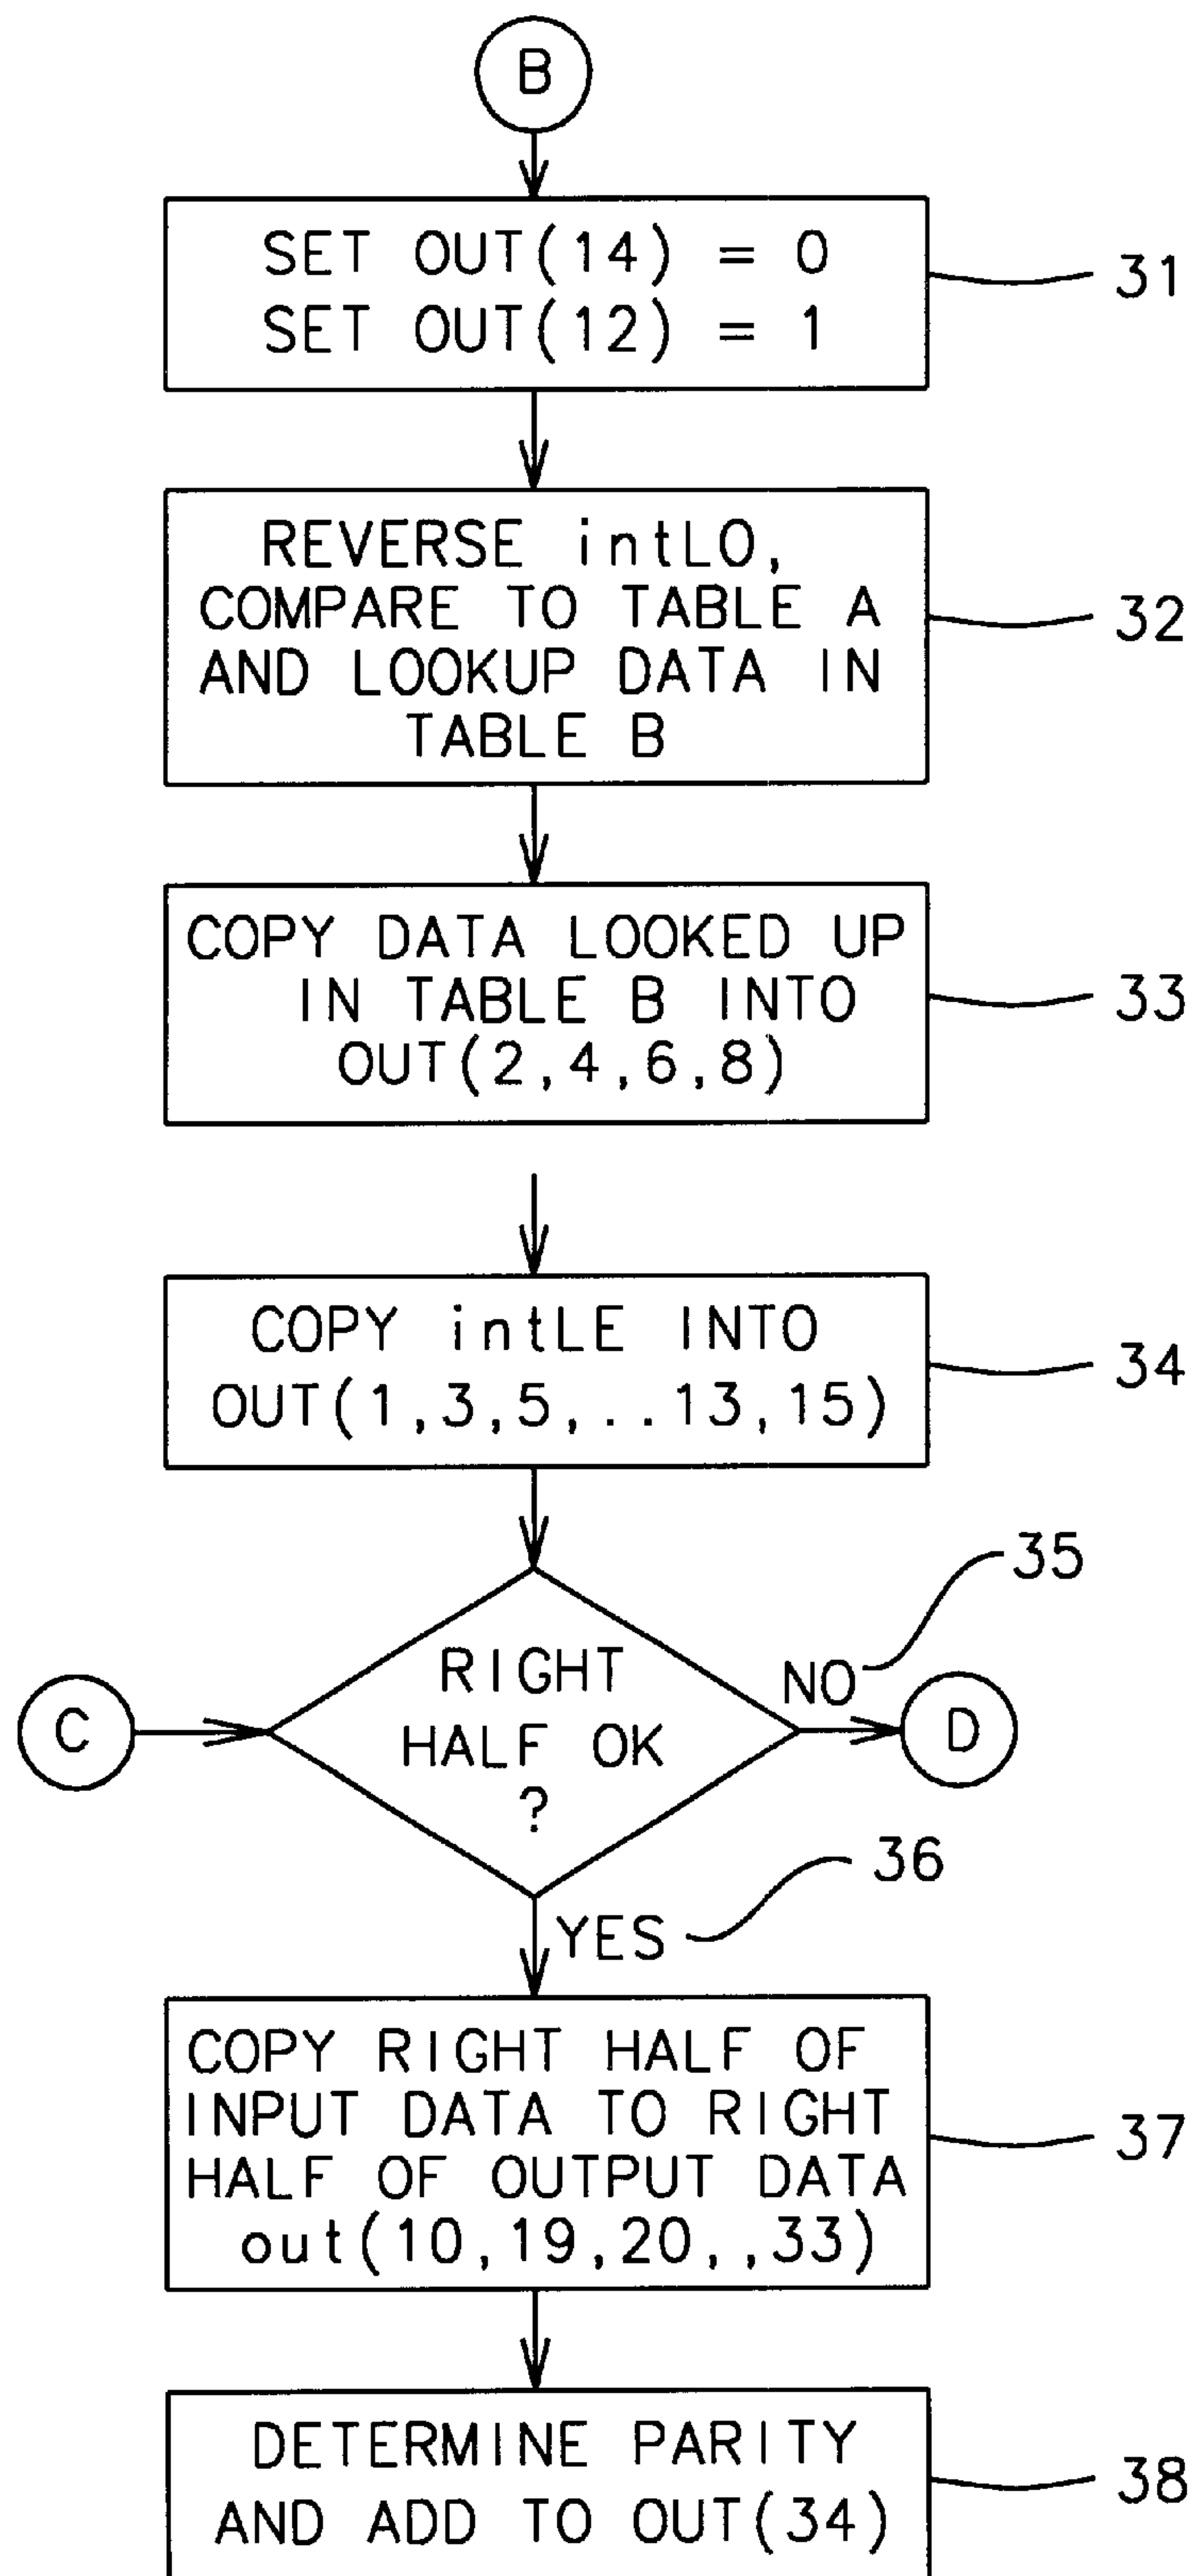 B
SET OUT(14) = 0
SET OUT(12) = 1
31
REVERSE intLO,
COMPARE TO TABLE A
AND LOOKUP DATA IN
TABLE B
32
COPY DATA LOOKED UP
IN TABLE B INTO
OUT(2,4,6,8)
33
COPY intLE INTO
OUT(1,3,5,..13,15)
34
35
RIGHT
HALF OK
?
C
NO
D
36
YES
COPY RIGHT HALF OF
INPUT DATA TO RIGHT
HALF OF OUTPUT DATA
out(10,19,20,,33)
37
DETERMINE PARITY
AND ADD TO OUT(34)
38